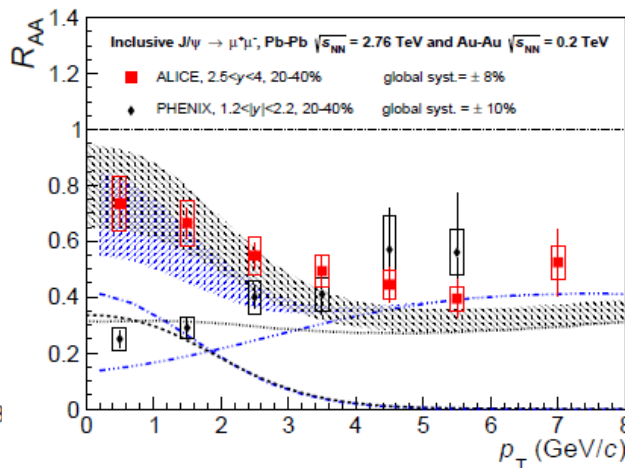 R_AA
1.4
1.2
1
0.8
0.6
0.4
0.2
0
Inclusive J/ψ → μ⁺μ⁻, Pb-Pb √s_NN = 2.76 TeV and Au-Au √s_NN = 0.2 TeV
ALICE, 2.5<y<4, 20-40% global syst.= ± 8%
PHENIX, 1.2<|y|<2.2, 20-40% global syst. = ± 10%
0 1 2 3 4 5 6 7 8
p_T (GeV/c)